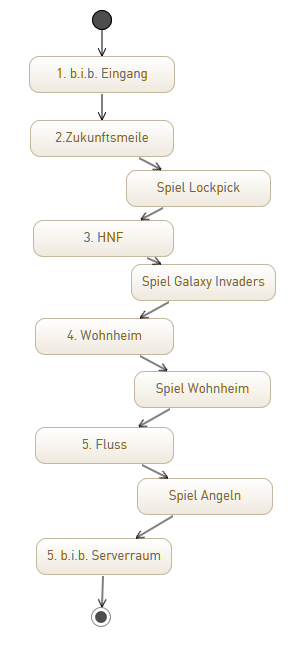 1. b.i.b. Eingang
2.Zukunftsmeile
Spiel Lockpick
3. HNF
Spiel Galaxy Invaders
4. Wohnheim
Spiel Wohnheim
5. Fluss
Spiel Angeln
5. b.i.b. Serverraum